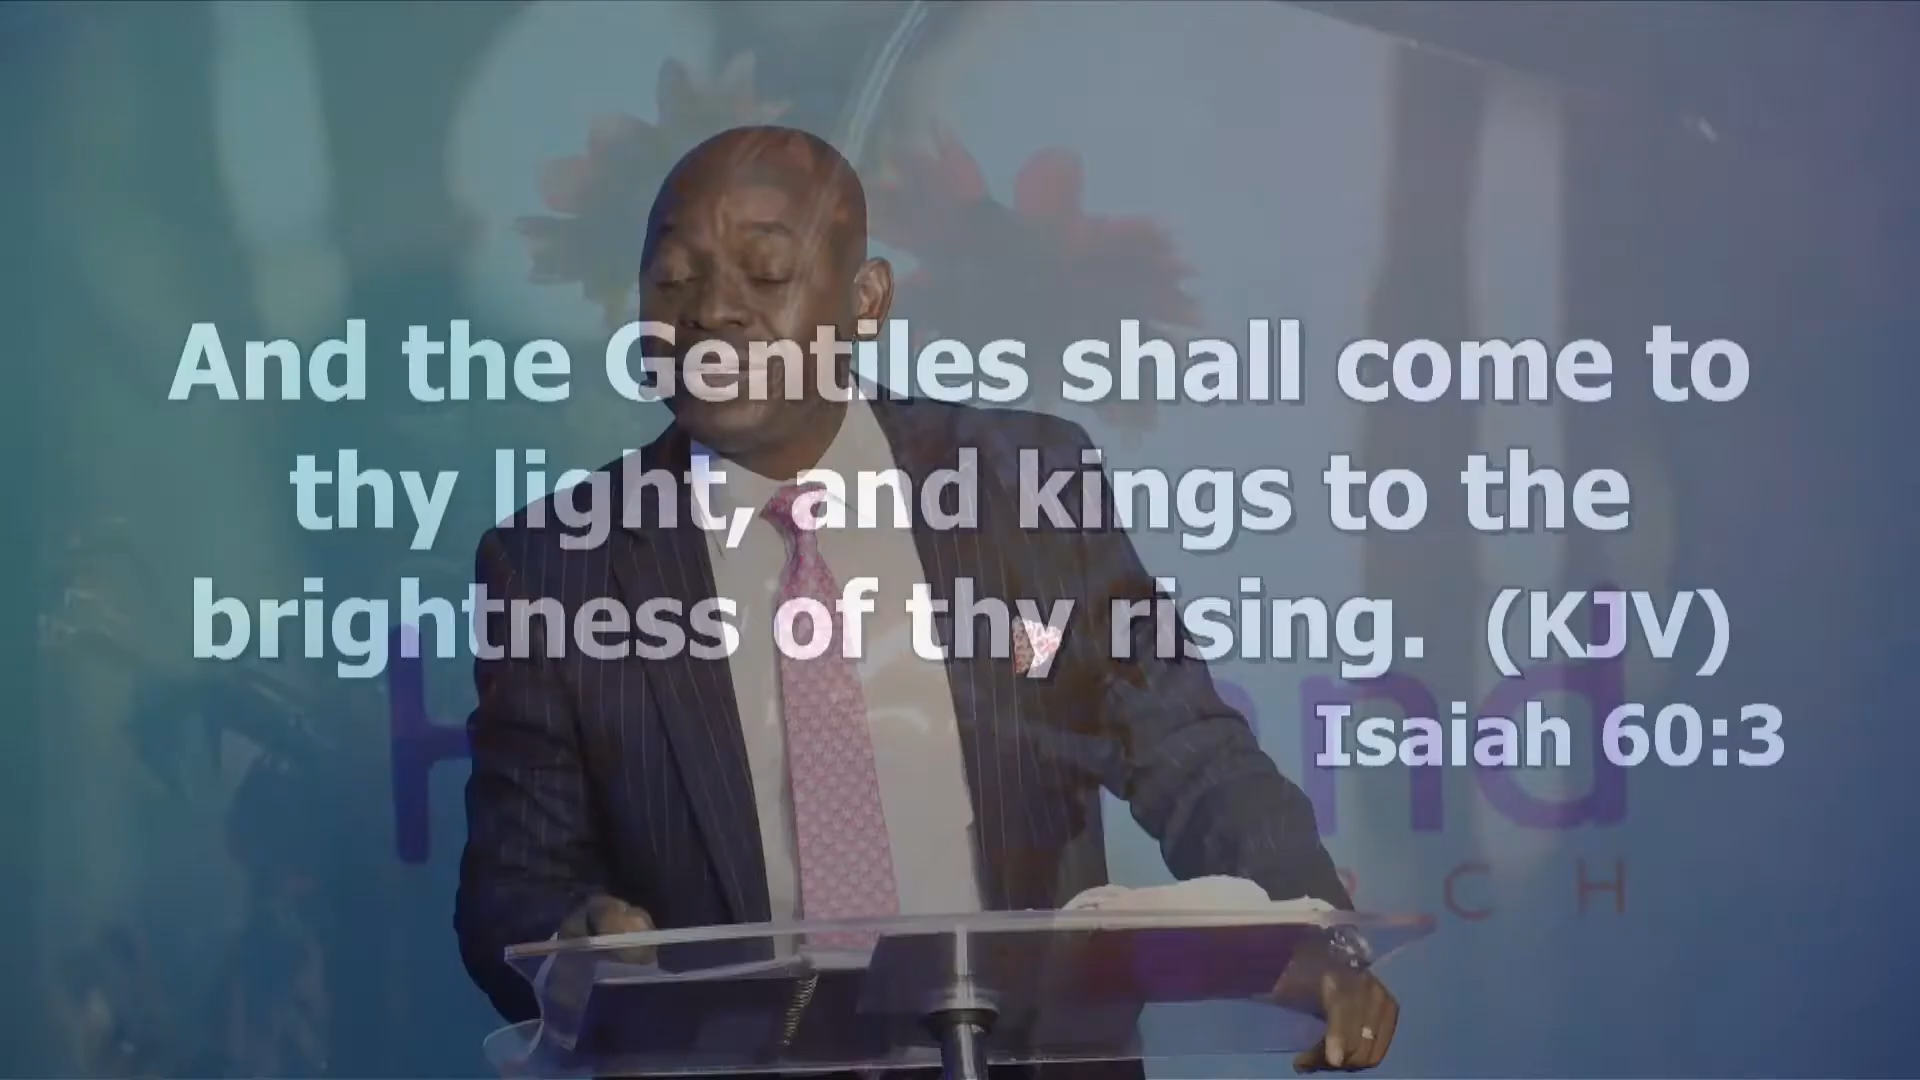 And the Gentiles shall come to
thy light, and kings to the
brightness of thy rising.  (KJV)
Isaiah 60:3